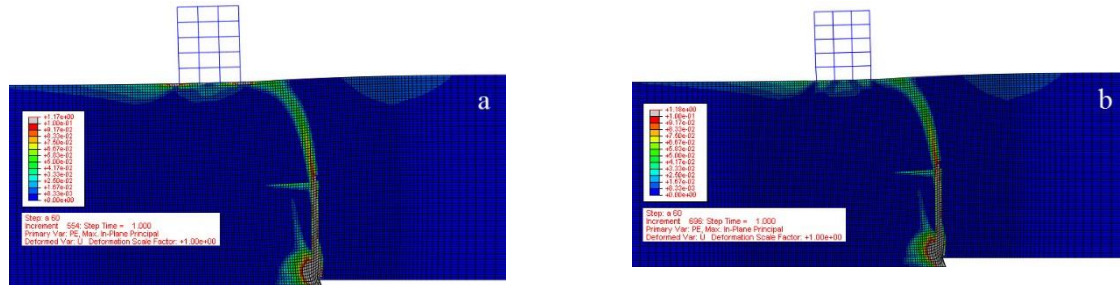 a
+1.17e+00
+1.00e-01
+9.17e-02
+8.33e-02
+7.50e-02
+6.67e-02
+5.83e-02
+5.00e-02
+4.17e-02
+3.33e-02
+2.50e-02
+1.67e-02
+8.33e-03
+0.00e+00
Step: a 60
Increment 554: Step Time = 1.000
Primary Var: PE, Max. In-Plane Principal
Deformed Var: U Deformation Scale Factor: +1.00e+00
b
+1.00e-01
+9.17e-02
+8.33e-02
+7.50e-02
+6.67e-02
+5.83e-02
+5.00e-02
+4.17e-02
+3.33e-02
+2.50e-02
+1.67e-02
+8.33e-03
+0.00e+00
Step: a 60
Increment 696: Step Time = 1.000
Primary Var: PE, Max. In-Plane Principal
Deformed Var: U Deformation Scale Factor: +1.00e+00